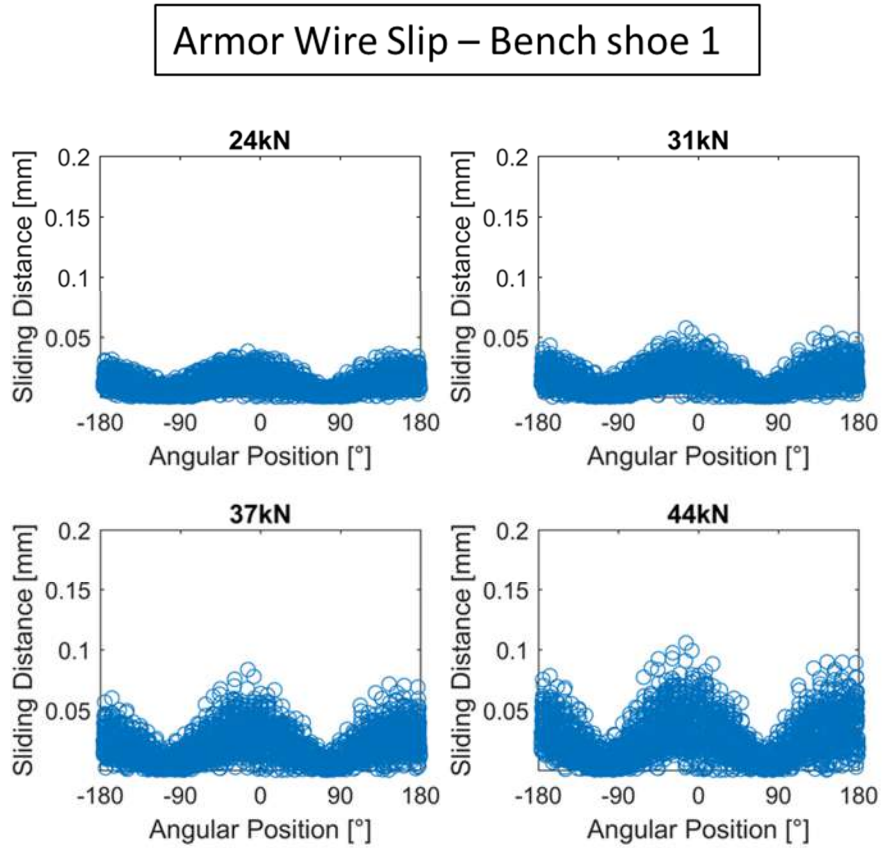 Armor Wire Slip – Bench shoe 1
24kN
31kN
Sliding Distance [mm]
0.2
0.15
0.1
0.05
-180 -90 0 90 180
Angular Position [°]
Sliding Distance [mm]
0.2
0.15
0.1
0.05
-180 -90 0 90 180
Angular Position [°]
37kN
44kN
Sliding Distance [mm]
0.2
0.15
0.1
0.05
-180 -90 0 90 180
Angular Position [°]
Sliding Distance [mm]
0.2
0.15
0.1
0.05
-180 -90 0 90 180
Angular Position [°]